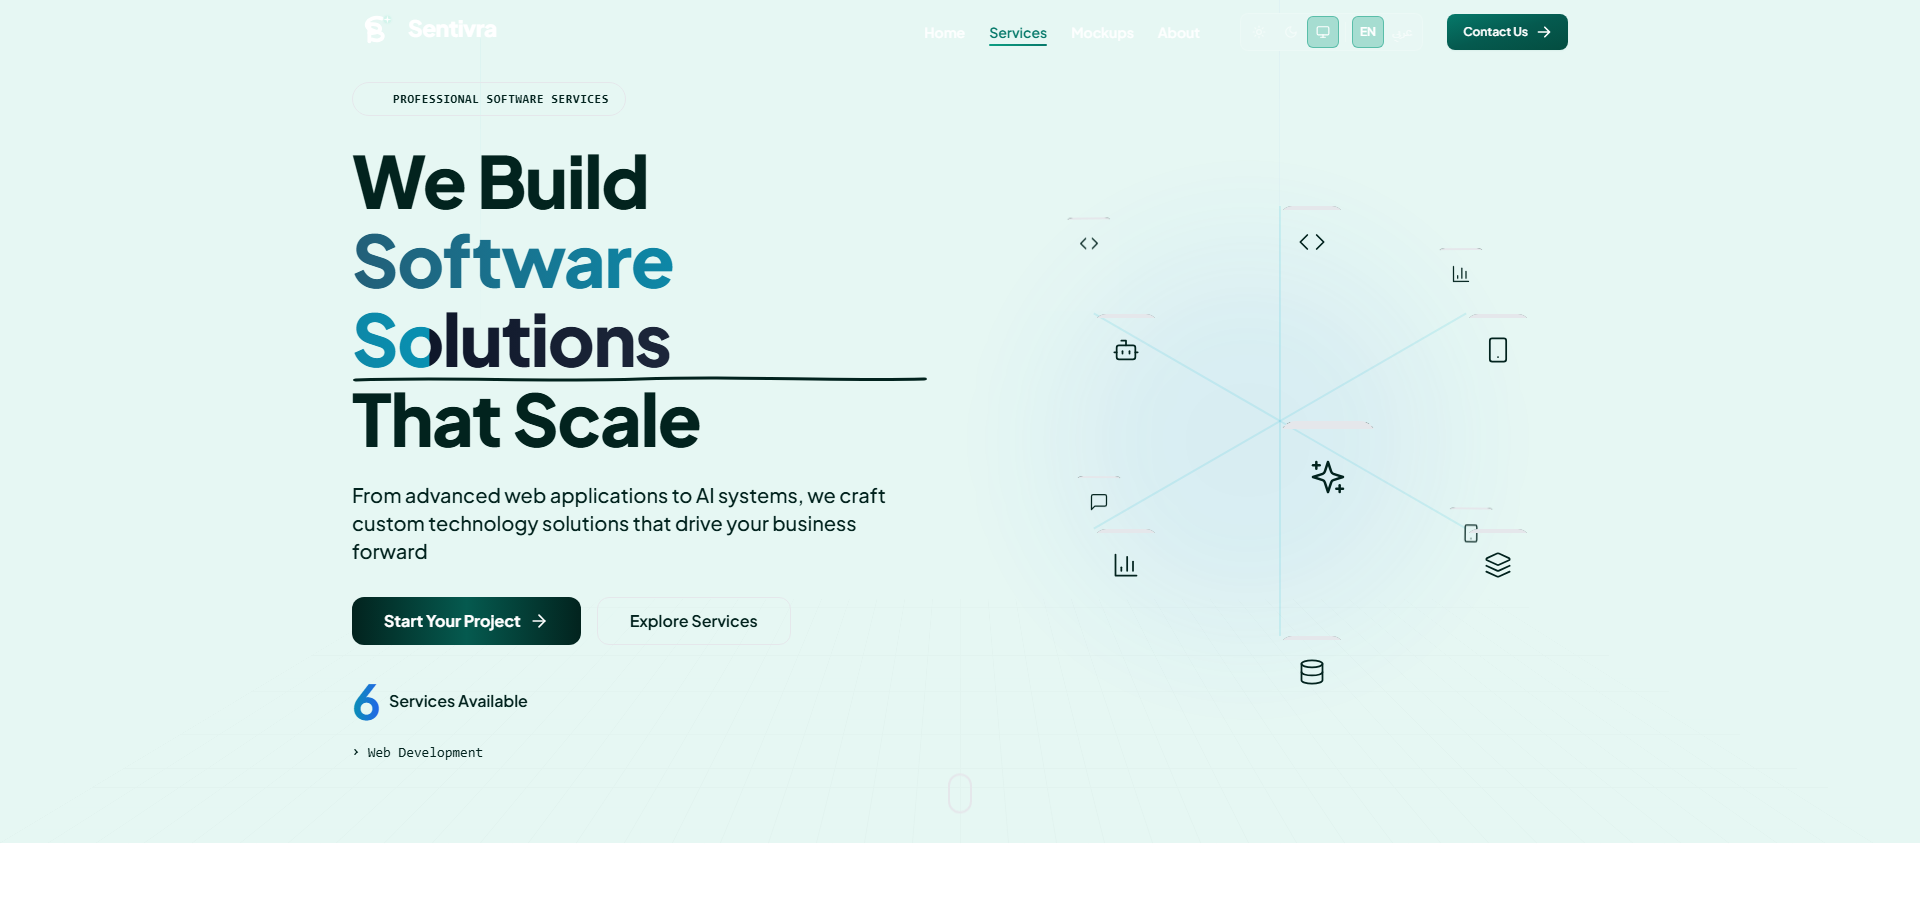 Sentivra
Home Services Mockups About EN عربي Contact Us
PROFESSIONAL SOFTWARE SERVICES
We Build
Software
Solutions
That Scale
From advanced web applications to AI systems, we craft
custom technology solutions that drive your business
forward
Start Your Project
Explore Services
6 Services Available
› Web Development